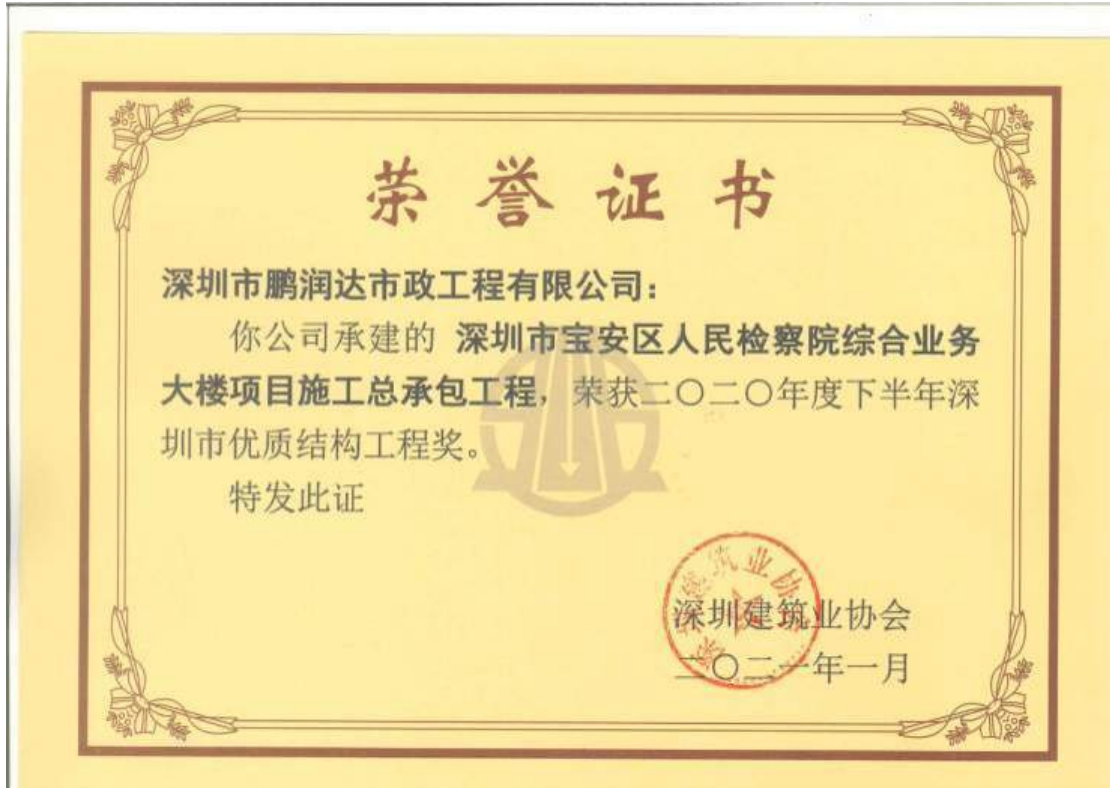 荣誉证书
深圳市鹏润达市政工程有限公司：
你公司承建的 深圳市宝安区人民检察院综合业务
大楼项目施工总承包工程，荣获二〇二〇年度下半年深
圳市优质结构工程奖。
特发此证
深圳建筑业协会
二〇二一年一月